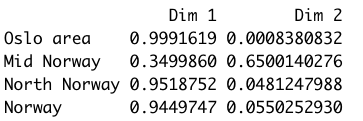 Dim 1 Dim 2
Oslo area 0.9991619 0.0008380832
Mid Norway 0.3499860 0.6500140276
North Norway 0.9518752 0.0481247988
Norway 0.9449747 0.0550252930